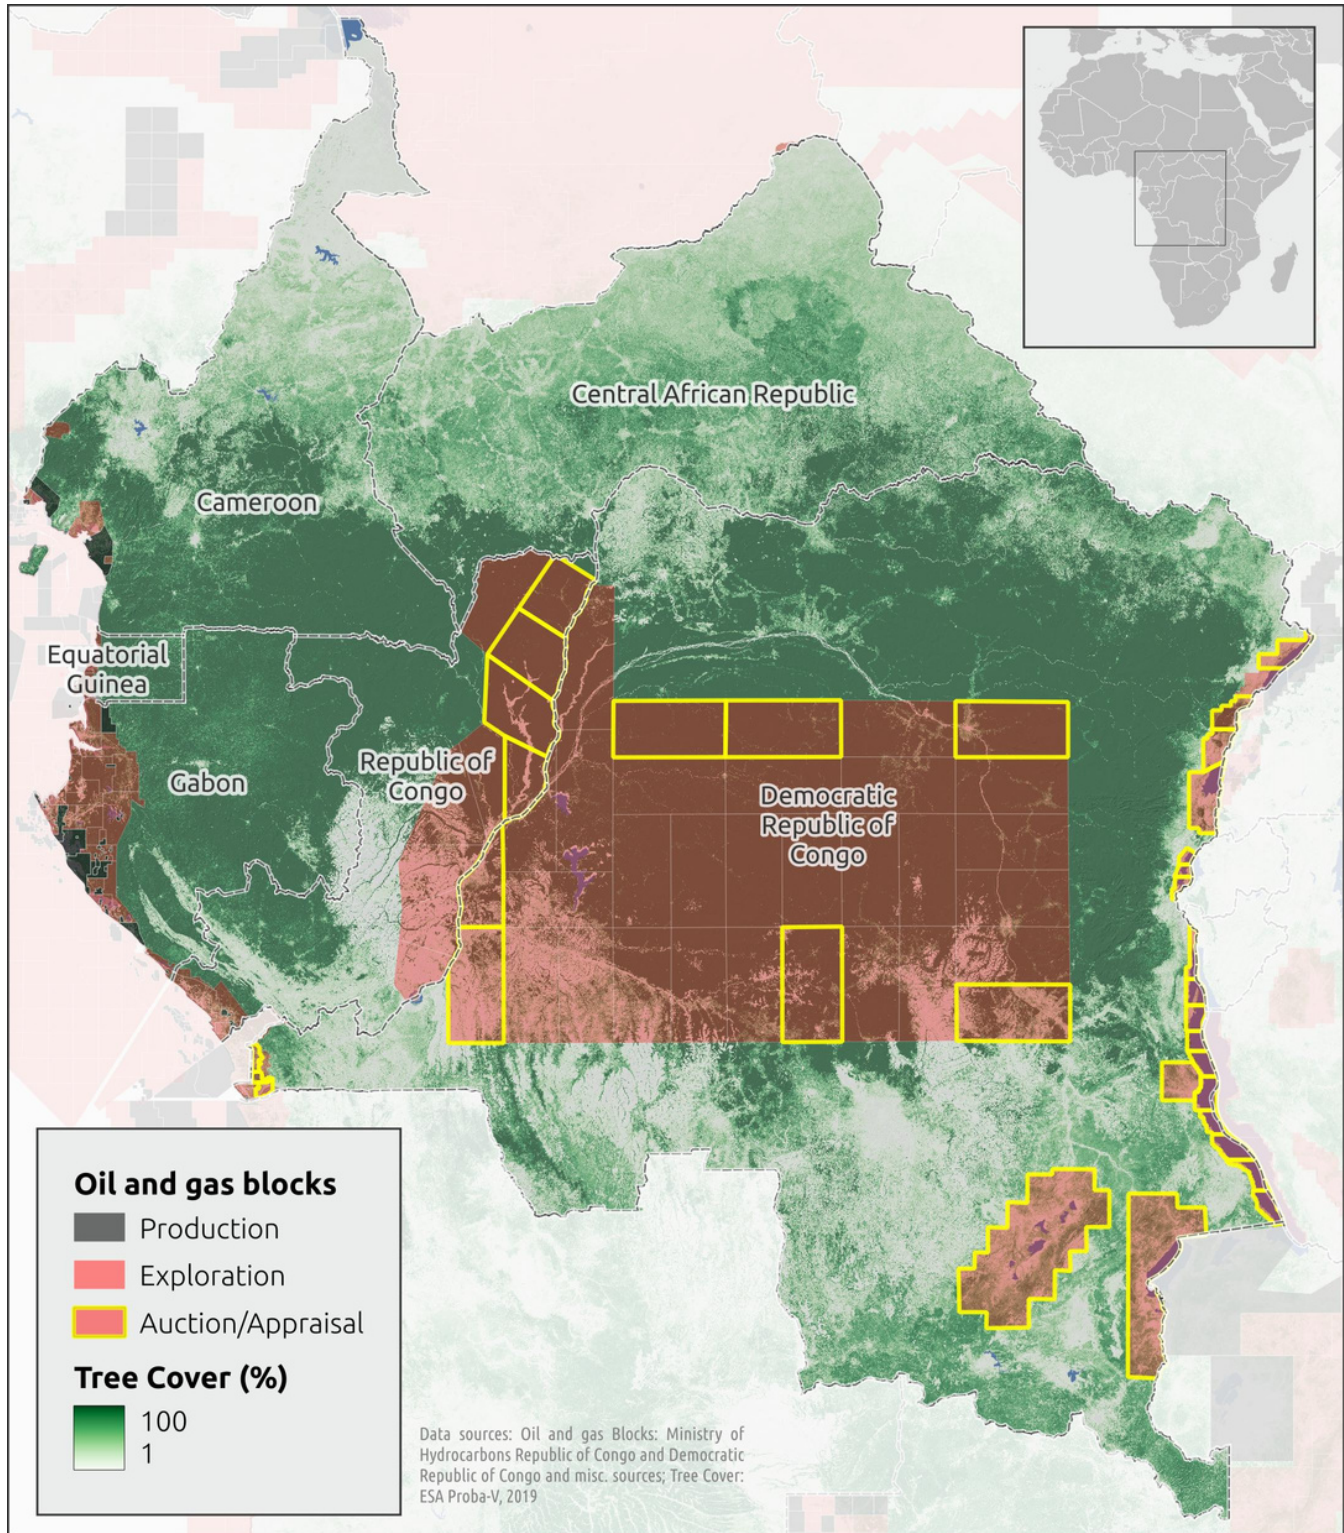 Central African Republic
Cameroon
Equatorial
Guinea
Gabon
Republic of
Congo
Democratic
Republic of
Congo
Oil and gas blocks
Production
Exploration
Auction/Appraisal
Tree Cover (%)
100
1
Data sources: Oil and gas Blocks: Ministry of
Hydrocarbons Republic of Congo and Democratic
Republic of Congo and misc. sources; Tree Cover:
ESA Proba-V, 2019